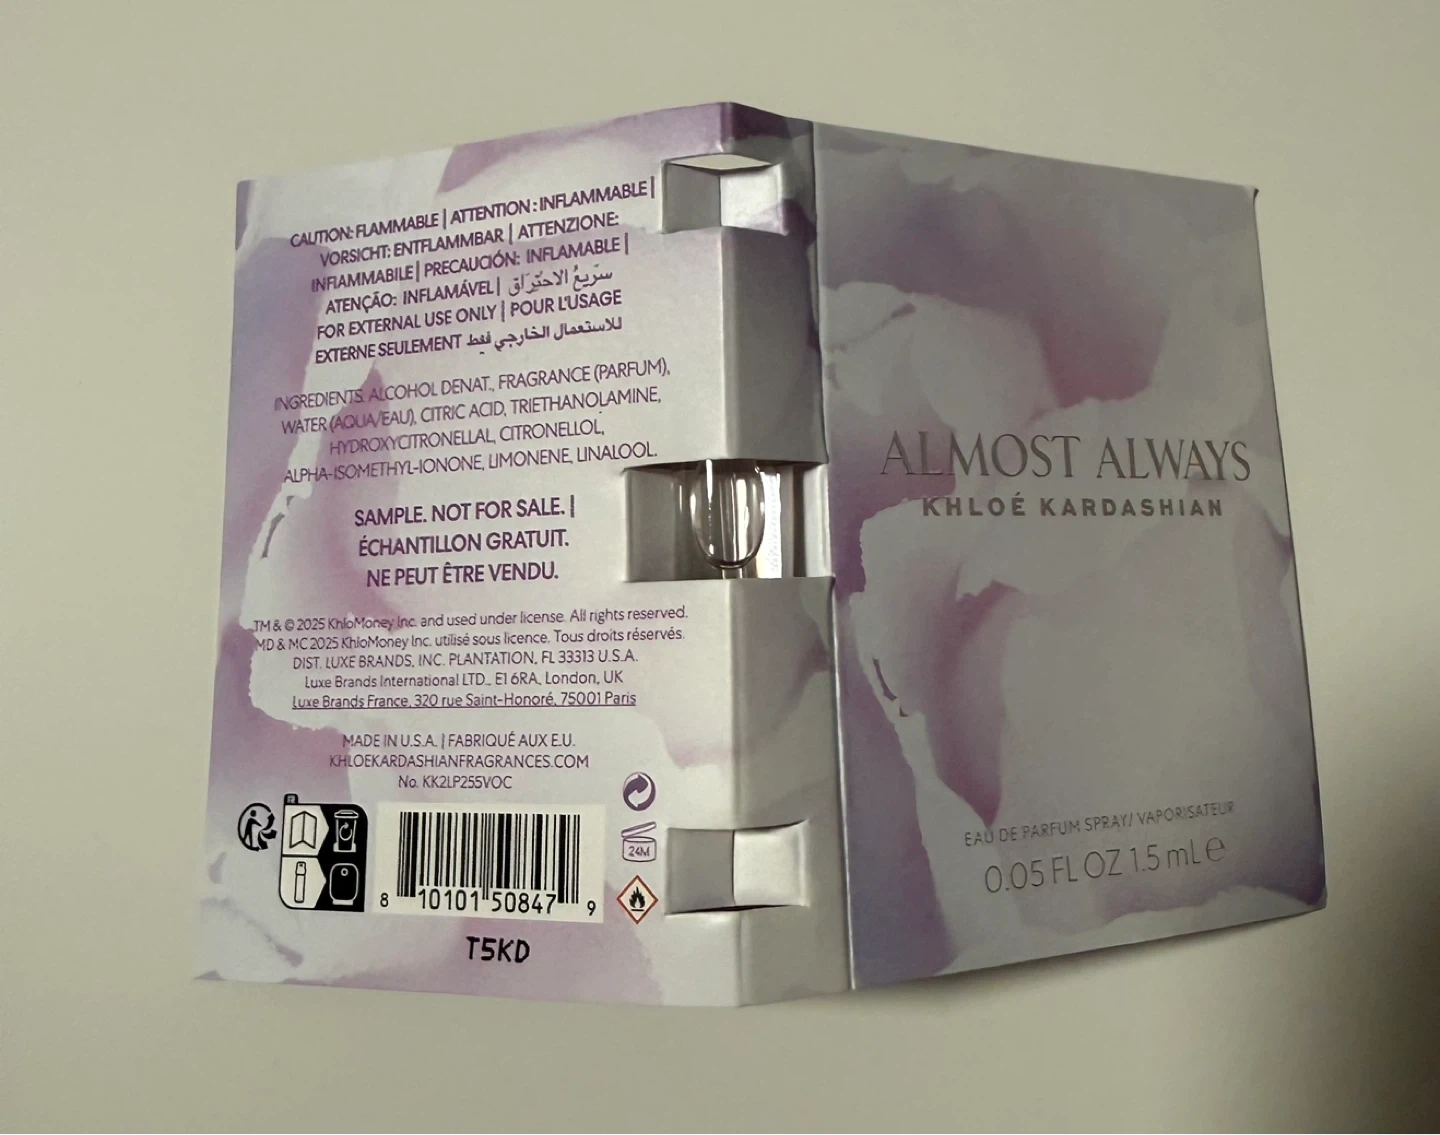 CAUTION: FLAMMABLE | ATTENTION : INFLAMMABLE |
VORSICHT: ENTFLAMMBAR | ATTENZIONE:
INFIAMMABILE | PRECAUCIÓN: INFLAMABLE |
ATENÇÃO: INFLAMÁVEL | سَرِيعُ الاحْتِرَاق
FOR EXTERNAL USE ONLY | POUR L'USAGE
EXTERNE SEULEMENT للاستعمال الخارجي فقط
INGREDIENTS: ALCOHOL DENAT., FRAGRANCE (PARFUM),
WATER (AQUA/EAU), CITRIC ACID, TRIETHANOLAMINE,
HYDROXYCITRONELLAL, CITRONELLOL,
ALPHA-ISOMETHYL-IONONE, LIMONENE, LINALOOL.
SAMPLE. NOT FOR SALE. |
ÉCHANTILLON GRATUIT.
NE PEUT ÊTRE VENDU.
TM & © 2025 KhloMoney Inc. and used under license. All rights reserved.
MD & MC 2025 KhloMoney Inc. utilisé sous licence. Tous droits réservés.
DIST. LUXE BRANDS, INC. PLANTATION, FL 33313 U.S.A.
Luxe Brands International LTD., E1 6RA, London, UK
Luxe Brands France, 320 rue Saint-Honoré, 75001 Paris
MADE IN U.S.A. | FABRIQUÉ AUX E.U.
KHLOEKARDASHIANFRAGRANCES.COM
No. KK2LP255VOC
24M
8 10101 50847 9
T5KD
ALMOST ALWAYS
KHLOÉ KARDASHIAN
EAU DE PARFUM SPRAY/ VAPORISATEUR
0.05 FL OZ 1.5 mL ℮